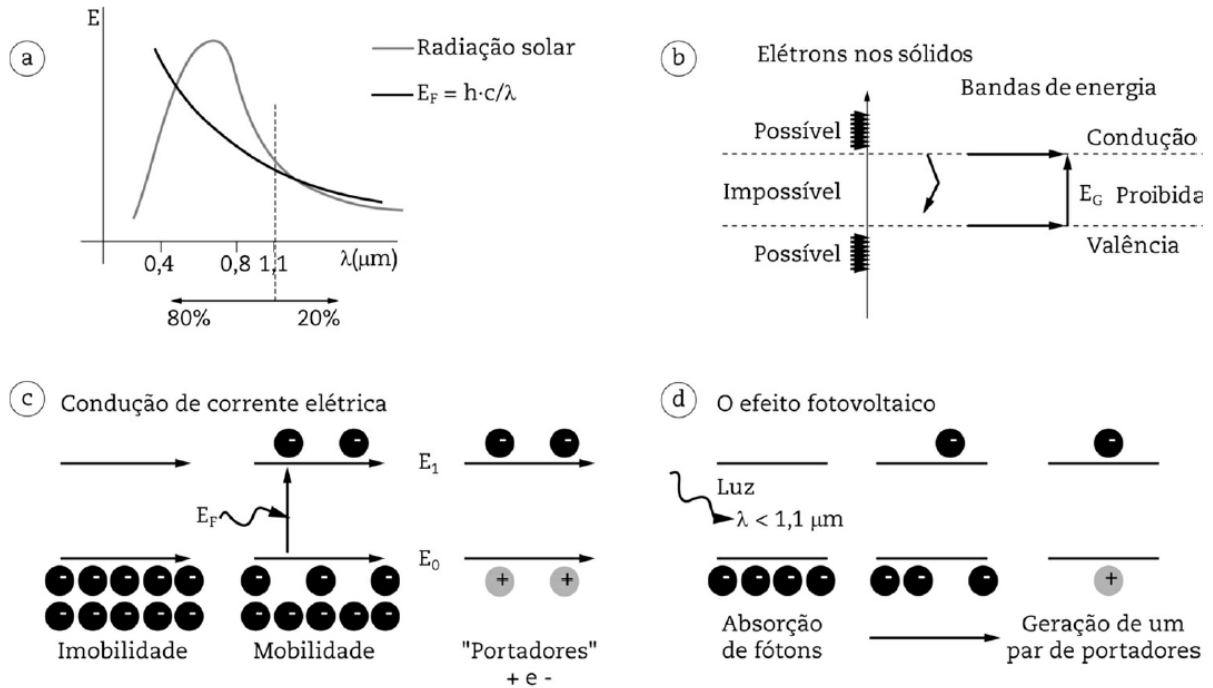 a
E
Radiação solar
E_F = h·c/λ
0,4
0,8
1,1
λ(μm)
80%
20%
b
Elétrons nos sólidos
Bandas de energia
Possível
Condução
Impossível
E_G Proibida
Possível
Valência
c
Condução de corrente elétrica
- -
E_1
- -
E_F
E_0
- - - - -
- - -
+ +
- - - - -
- - - - -
Imobilidade
Mobilidade
"Portadores"
+ e -
d
O efeito fotovoltaico
-
-
Luz
λ < 1,1 μm
- - - -
- - -
+
Absorção
de fótons
Geração de um
par de portadores